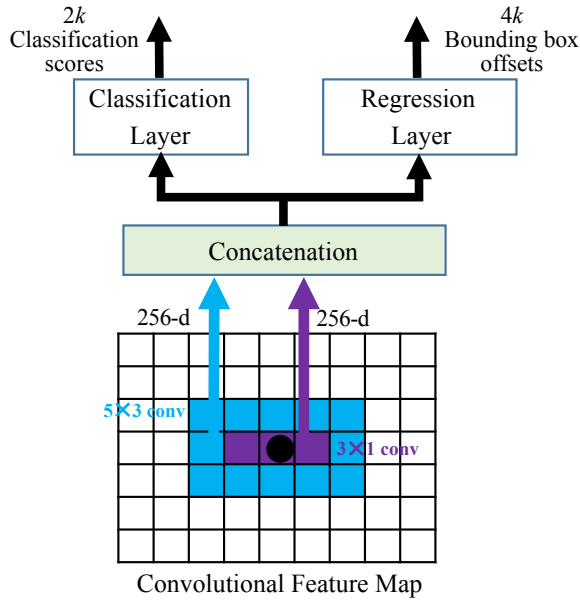 2k
Classification
scores
4k
Bounding box
offsets
Classification
Layer
Regression
Layer
Concatenation
256-d
256-d
5×3 conv
3×1 conv
Convolutional Feature Map